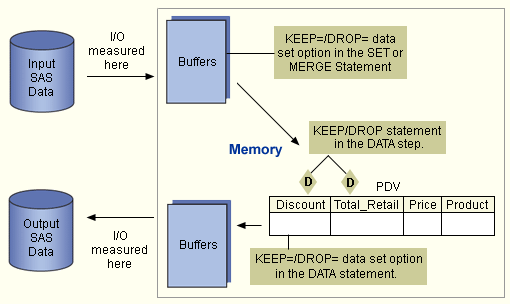 Input
SAS
Data
I/O
measured
here
Buffers
KEEP=/DROP= data
set option in the SET or
MERGE Statement
Memory
KEEP/DROP statement
in the DATA step.
D
D
PDV
Discount
Total_Retail
Price
Product
Output
SAS
Data
I/O
measured
here
Buffers
KEEP=/DROP= data set option
in the DATA statement.